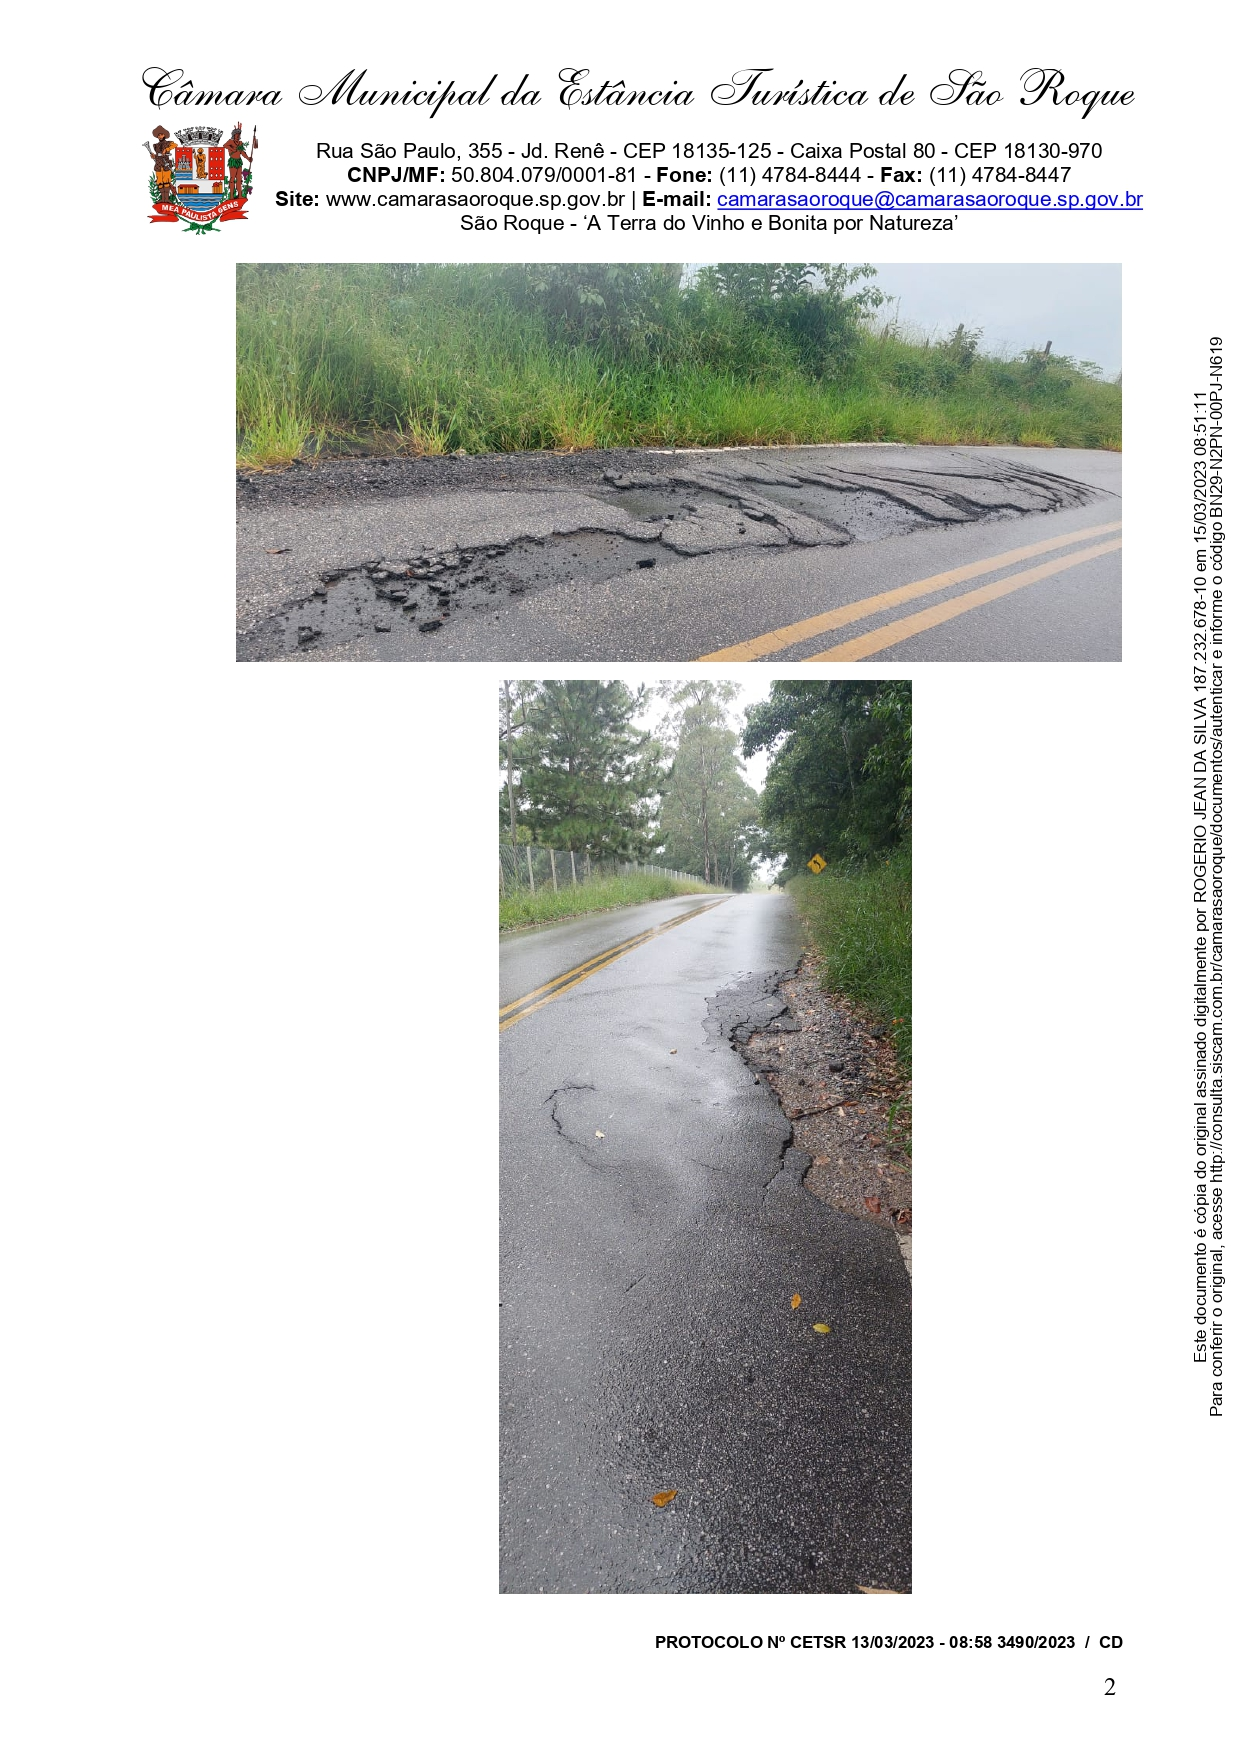 Câmara Municipal da Estância Turística de São Roque
Rua São Paulo, 355 - Jd. Renê - CEP 18135-125 - Caixa Postal 80 - CEP 18130-970
CNPJ/MF: 50.804.079/0001-81 - Fone: (11) 4784-8444 - Fax: (11) 4784-8447
Site: www.camarasaoroque.sp.gov.br | E-mail: camarasaoroque@camarasaoroque.sp.gov.br
São Roque - ‘A Terra do Vinho e Bonita por Natureza’
MEA PAULISTA GENS
Este documento é cópia do original assinado digitalmente por ROGERIO JEAN DA SILVA 187.232.678-10 em 15/03/2023 08:51:11
Para conferir o original, acesse http://consulta.siscam.com.br/camarasaoroque/documentos/autenticar e informe o código BN29-N2PN-00PJ-N619
PROTOCOLO Nº CETSR 13/03/2023 - 08:58 3490/2023 / CD
2